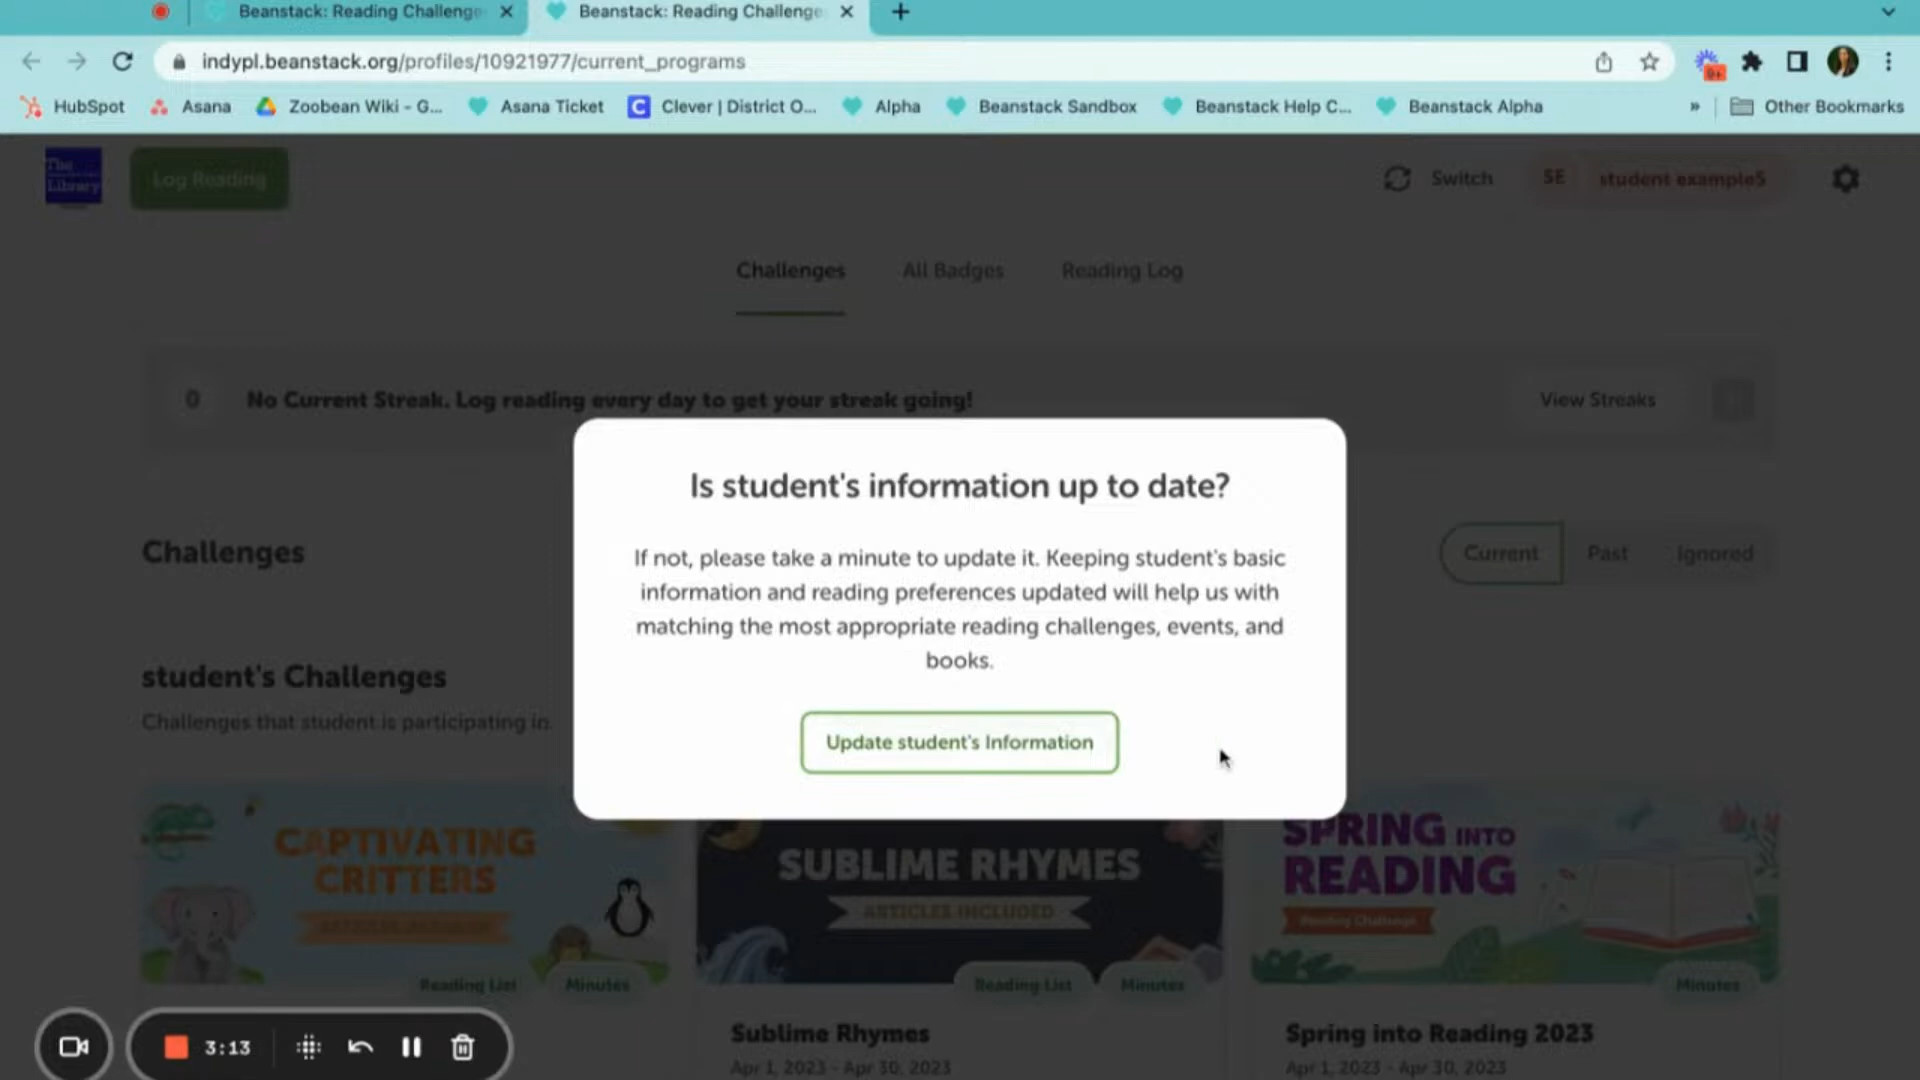 Beanstack: Reading Challenge
Beanstack: Reading Challenge
indypl.beanstack.org/profiles/10921977/current_programs
9+
HubSpot
Asana
Zoobean Wiki - G...
Asana Ticket
Clever | District O...
Alpha
Beanstack Sandbox
Beanstack Help C...
Beanstack Alpha
»
Other Bookmarks
The
Library
Log Reading
Switch
SE
student example5
Challenges
All Badges
Reading Log
0
No Current Streak. Log reading every day to get your streak going!
View Streaks
Is student's information up to date?
If not, please take a minute to update it. Keeping student's basic
information and reading preferences updated will help us with
matching the most appropriate reading challenges, events, and
books.
Update student's Information
Challenges
Current
Past
Ignored
student's Challenges
Challenges that student is participating in.
CAPTIVATING
CRITTERS
ARTICLES INCLUDED
Reading List
Minutes
SUBLIME RHYMES
ARTICLES INCLUDED
Reading List
Minutes
SPRING INTO
READING
Reading Challenge
Minutes
Sublime Rhymes
Apr 1, 2023 - Apr 30, 2023
Spring into Reading 2023
Apr 1, 2023 - Apr 30, 2023
3:13